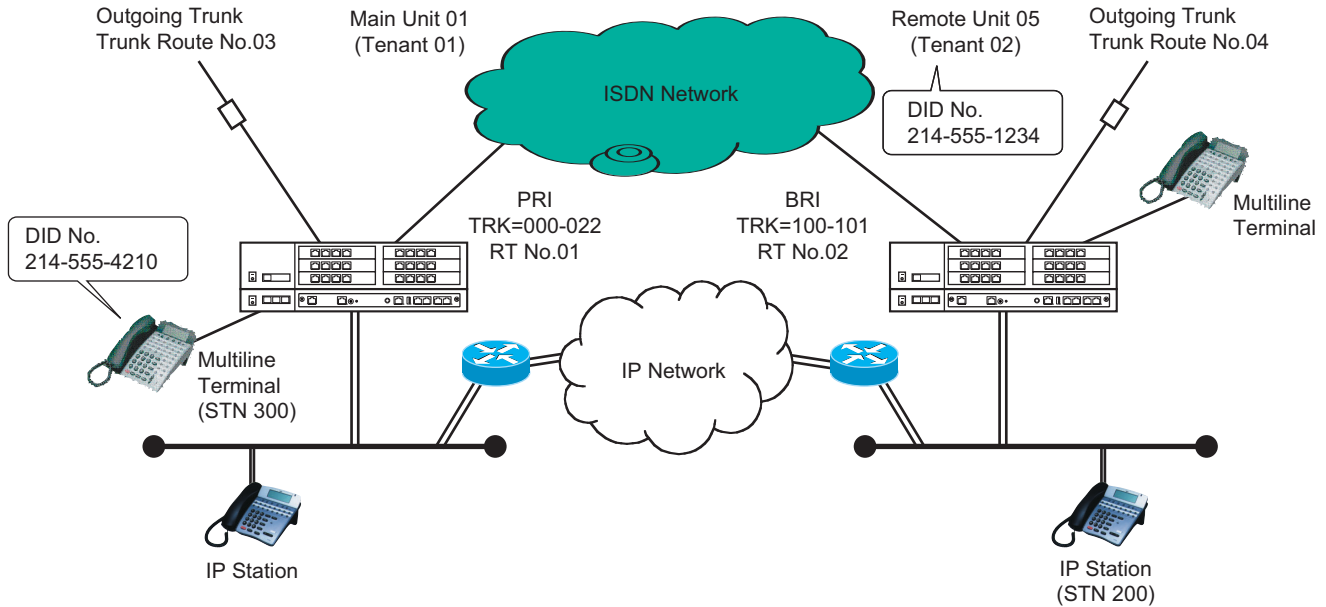 Outgoing Trunk
Trunk Route No.03
Main Unit 01
(Tenant 01)
ISDN Network
Remote Unit 05
(Tenant 02)
Outgoing Trunk
Trunk Route No.04
DID No.
214-555-1234
DID No.
214-555-4210
PRI
TRK=000-022
RT No.01
BRI
TRK=100-101
RT No.02
Multiline
Terminal
Multiline
Terminal
(STN 300)
IP Network
IP Station
IP Station
(STN 200)